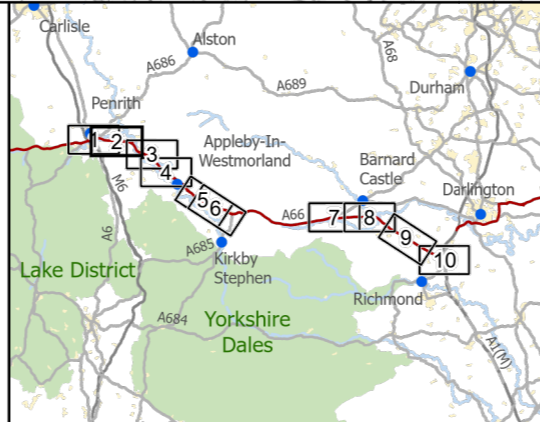 Carlisle
Alston
A686
A68
A689
Durham
Penrith
1
2
3
4
5
6
Appleby-In-
Westmorland
Barnard
Castle
Darlington
M6
A66
7
8
9
10
A6
A685
Lake District
Kirkby
Stephen
Richmond
A684
Yorkshire
Dales
A1(M)